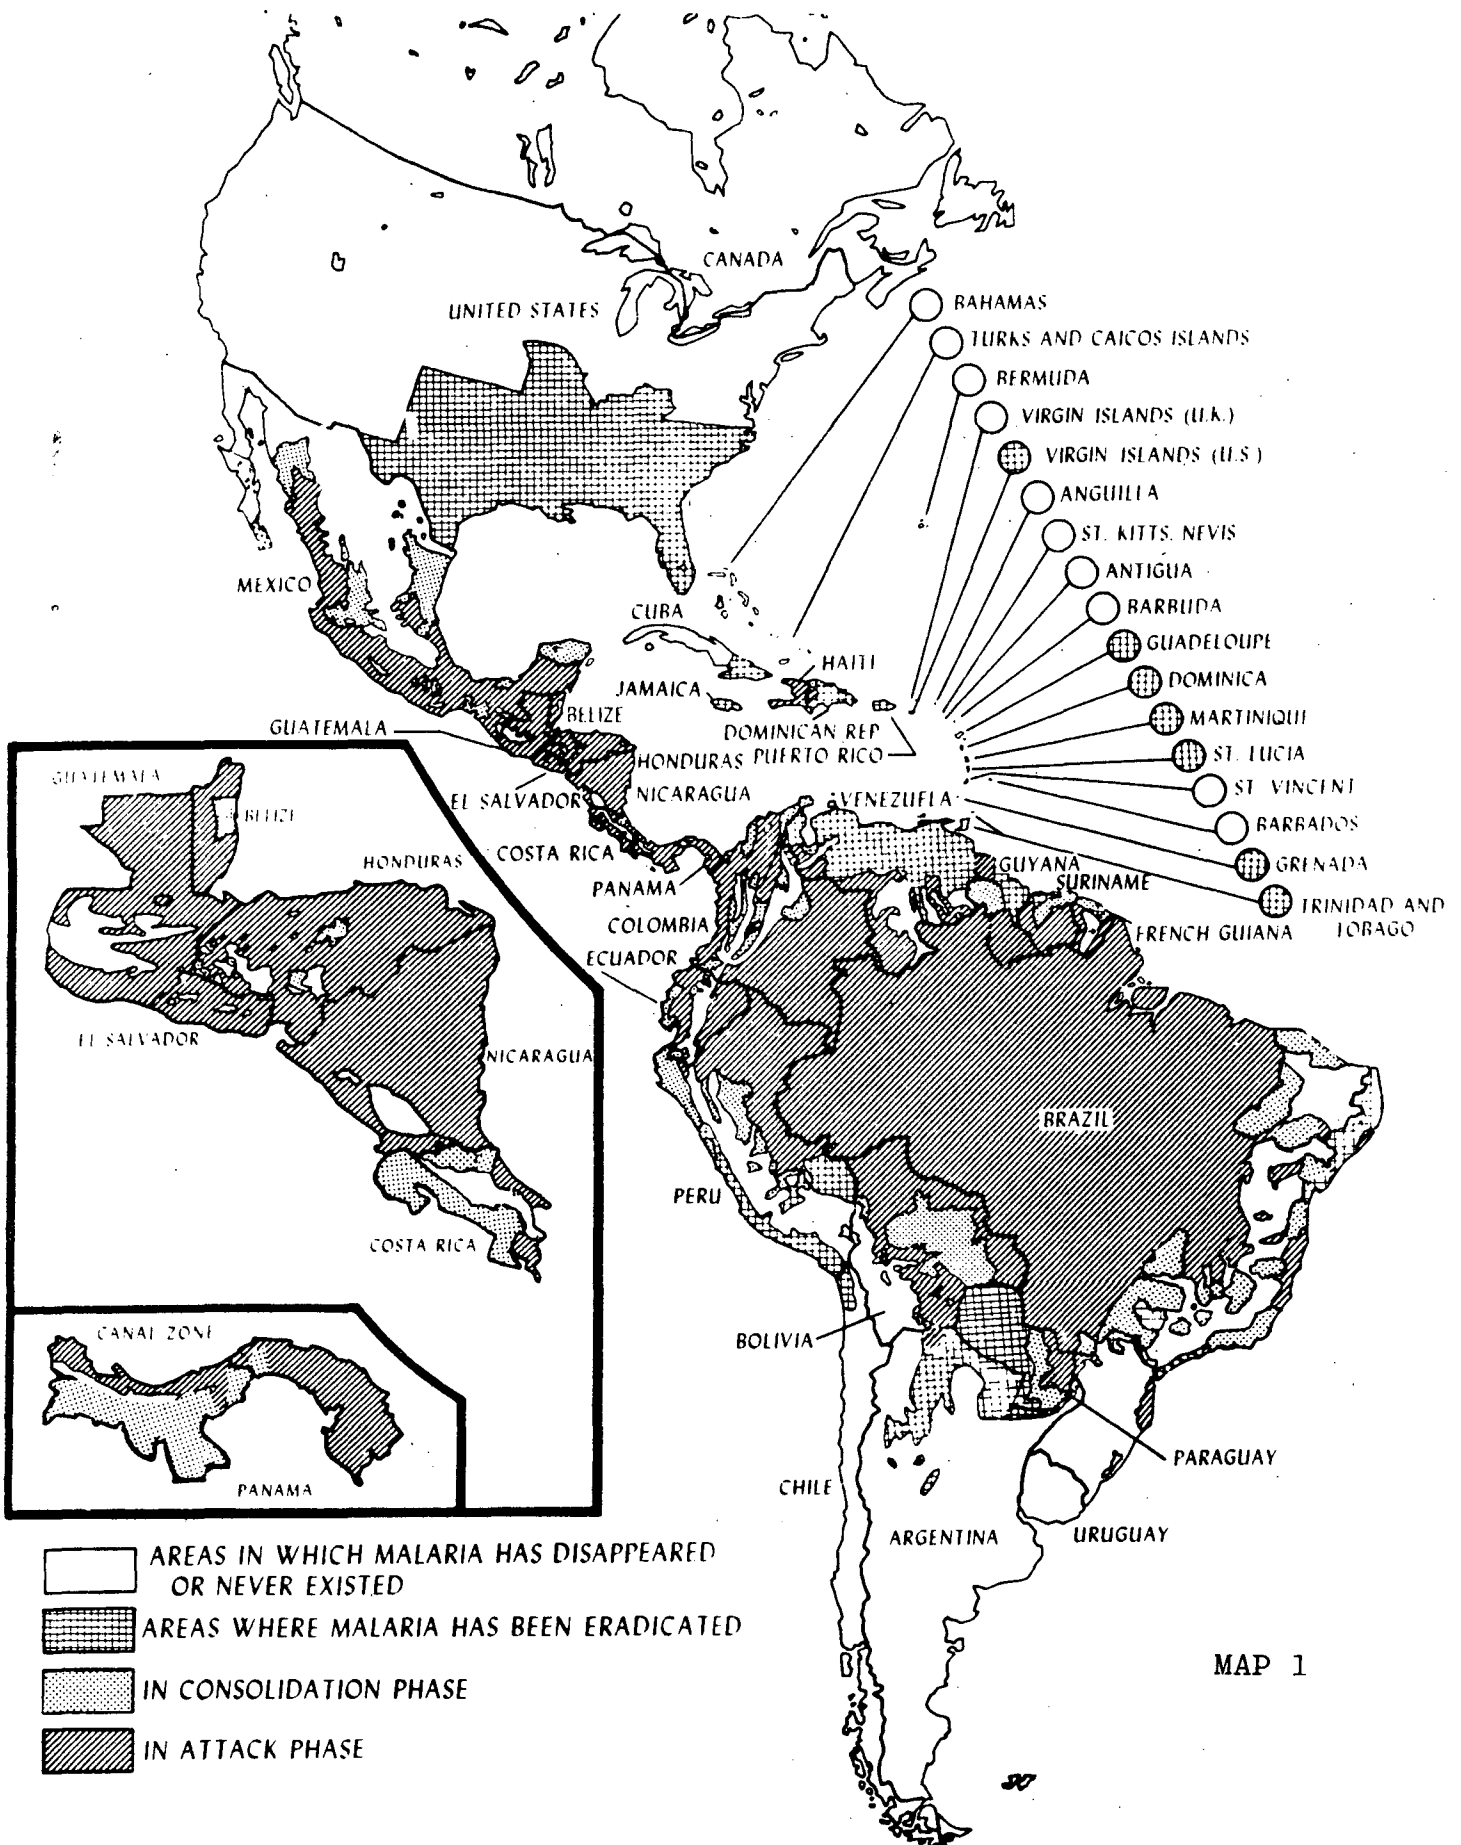 CANADA
UNITED STATES
BAHAMAS
TURKS AND CAICOS ISLANDS
BERMUDA
VIRGIN ISLANDS (U.K.)
VIRGIN ISLANDS (U.S.)
ANGUILLA
ST. KITTS, NEVIS
ANTIGUA
BARBUDA
GUADELOUPE
DOMINICA
MARTINIQUE
ST. LUCIA
ST. VINCENT
BARBADOS
GRENADA
TRINIDAD AND
TOBAGO
MEXICO
CUBA
HAITI
JAMAICA
BELIZE
DOMINICAN REP
PUERTO RICO
GUATEMALA
HONDURAS
EL SALVADOR
NICARAGUA
VENEZUELA
COSTA RICA
GUYANA
SURINAME
PANAMA
COLOMBIA
FRENCH GUIANA
ECUADOR
BRAZIL
PERU
BOLIVIA
PARAGUAY
CHILE
ARGENTINA
URUGUAY
GUATEMALA
BELIZE
HONDURAS
EL SALVADOR
NICARAGUA
COSTA RICA
CANAL ZONE
PANAMA
AREAS IN WHICH MALARIA HAS DISAPPEARED
OR NEVER EXISTED
AREAS WHERE MALARIA HAS BEEN ERADICATED
IN CONSOLIDATION PHASE
IN ATTACK PHASE
MAP 1